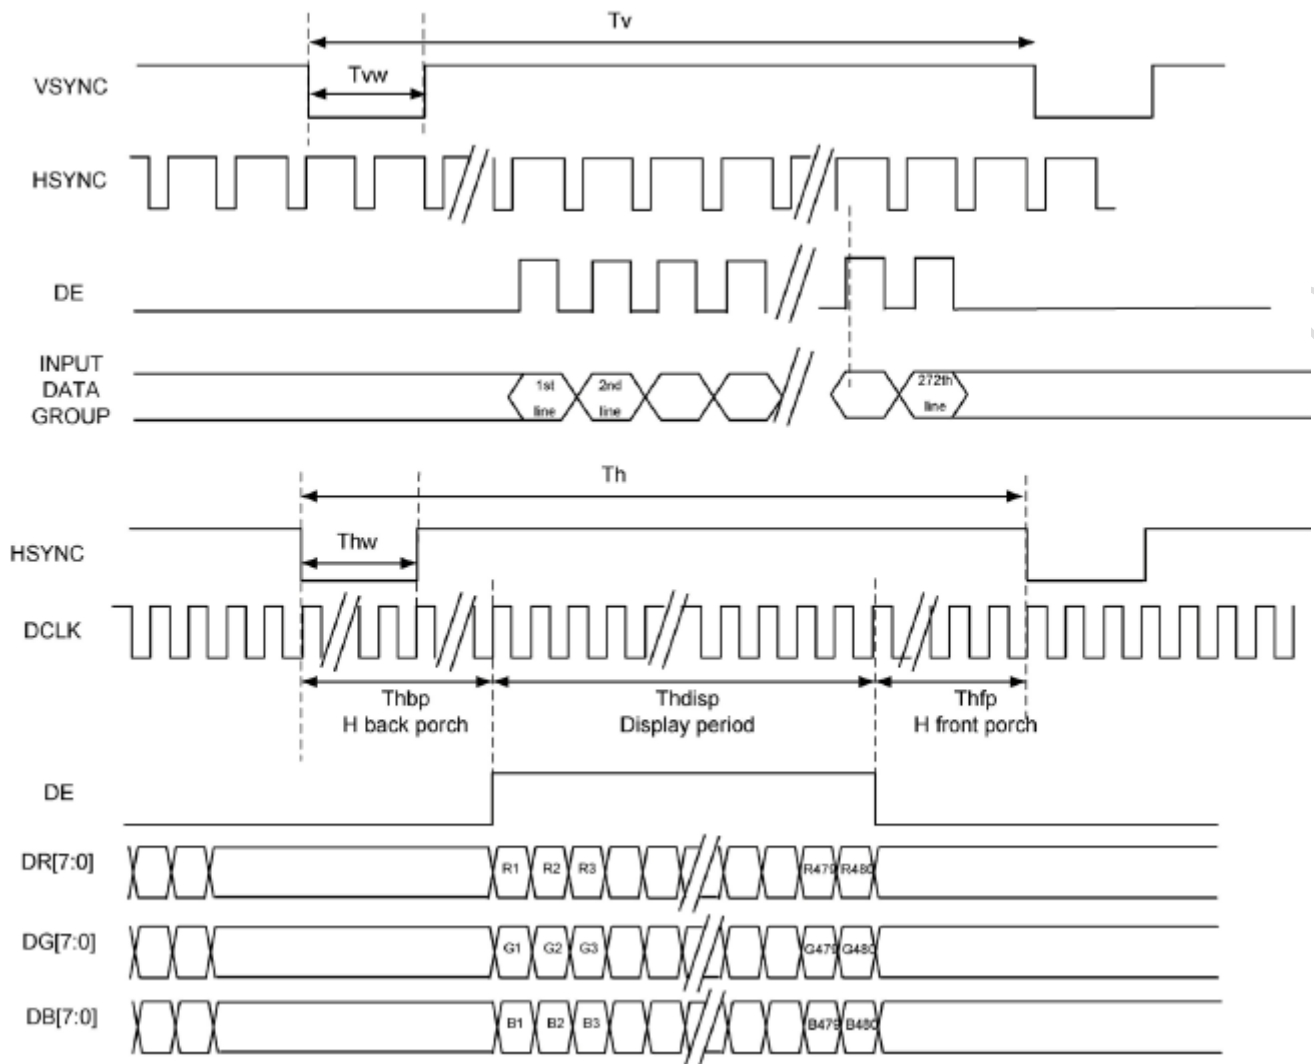 Tv
VSYNC
Tvw
HSYNC
DE
INPUT
DATA
GROUP
1st
line
2nd
line
272th
line
Th
HSYNC
Thw
DCLK
Thbp
H back porch
Thdisp
Display period
Thfp
H front porch
DE
DR[7:0]
R1 R2 R3 R479 R480
DG[7:0]
G1 G2 G3 G479 G480
DB[7:0]
B1 B2 B3 B479 B480